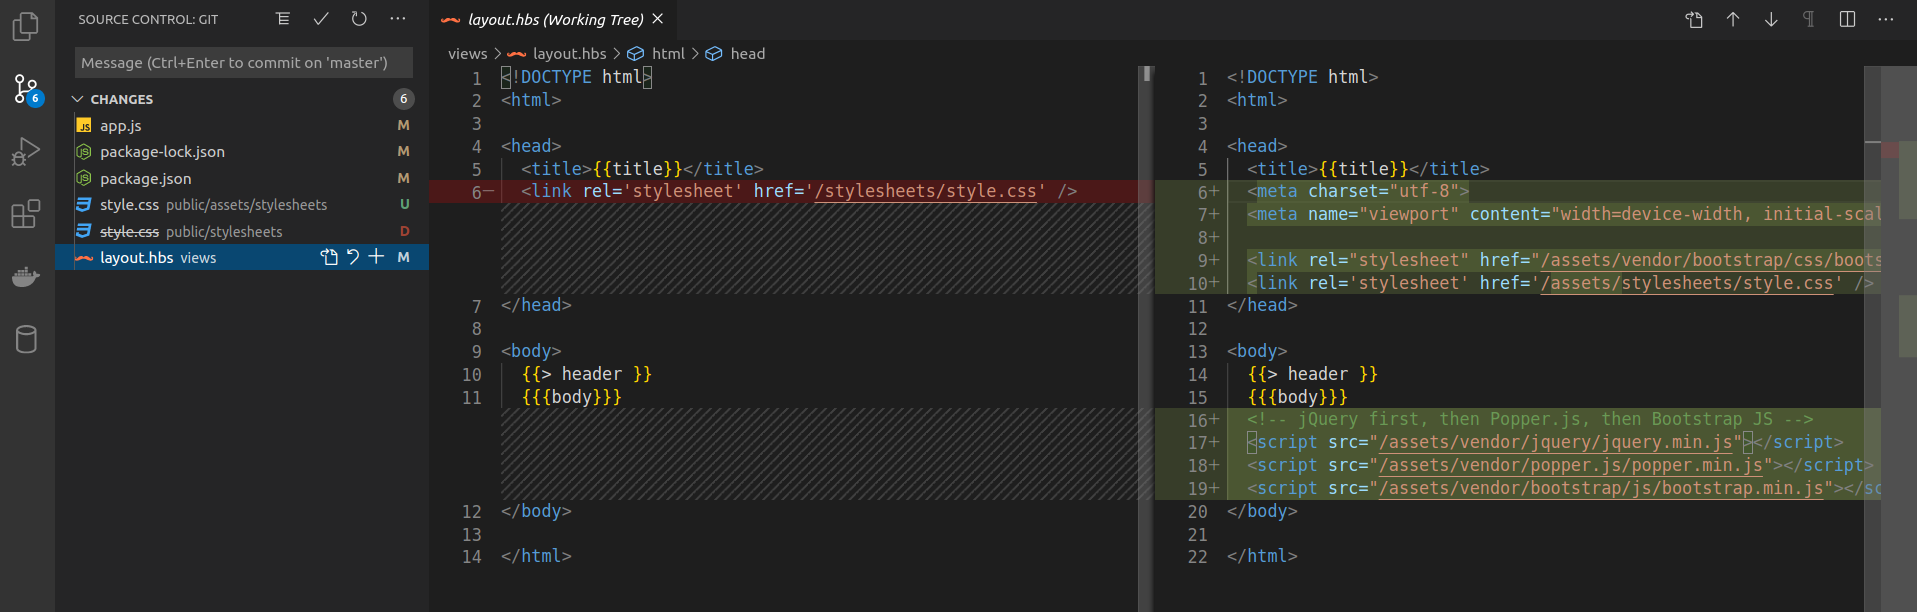 SOURCE CONTROL: GIT
Message (Ctrl+Enter to commit on 'master')
CHANGES 6
6
app.js M
package-lock.json M
package.json M
style.css public/assets/stylesheets U
style.css public/stylesheets D
layout.hbs views M
layout.hbs (Working Tree)
views > layout.hbs > html > head
1 <!DOCTYPE html>
2 <html>
3
4 <head>
5 <title>{{title}}</title>
6− <link rel='stylesheet' href='/stylesheets/style.css' />
7 </head>
8
9 <body>
10 {{> header }}
11 {{{body}}}
12 </body>
13
14 </html>
1 <!DOCTYPE html>
2 <html>
3
4 <head>
5 <title>{{title}}</title>
6+ <meta charset="utf-8">
7+ <meta name="viewport" content="width=device-width, initial-scal
8+
9+ <link rel="stylesheet" href="/assets/vendor/bootstrap/css/boots
10+ <link rel='stylesheet' href='/assets/stylesheets/style.css' />
11 </head>
12
13 <body>
14 {{> header }}
15 {{{body}}}
16+ <!-- jQuery first, then Popper.js, then Bootstrap JS -->
17+ <script src="/assets/vendor/jquery/jquery.min.js"></script>
18+ <script src="/assets/vendor/popper.js/popper.min.js"></script>
19+ <script src="/assets/vendor/bootstrap/js/bootstrap.min.js"></sc
20 </body>
21
22 </html>